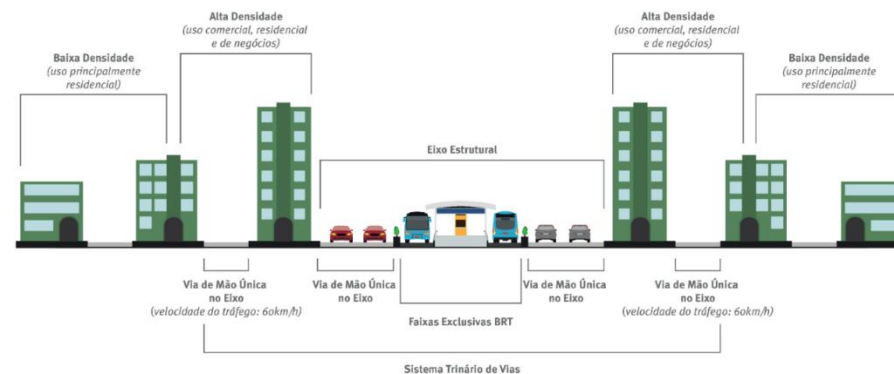 Alta Densidade
(uso comercial, residencial
e de negócios)
Alta Densidade
(uso comercial, residencial
e de negócios)
Baixa Densidade
(uso principalmente
residencial)
Baixa Densidade
(uso principalmente
residencial)
Eixo Estrutural
Via de Mão Única
no Eixo
(velocidade do tráfego: 60km/h)
Via de Mão Única
no Eixo
Faixas Exclusivas BRT
Via de Mão Única
no Eixo
Via de Mão Única
no Eixo
(velocidade do tráfego: 60km/h)
Sistema Trinário de Vias